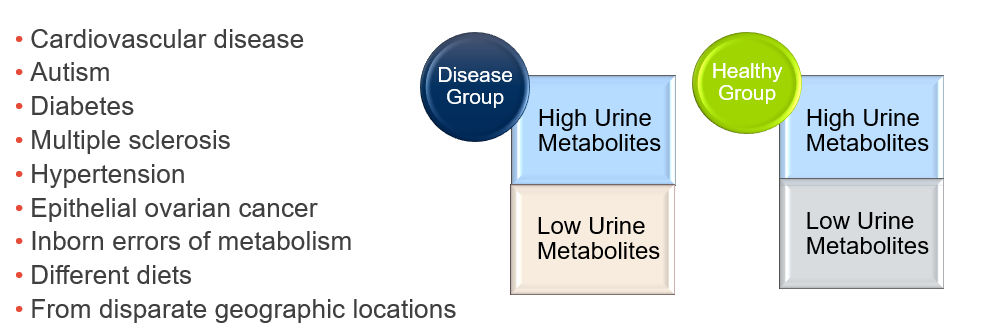 • Cardiovascular disease
• Autism
• Diabetes
• Multiple sclerosis
• Hypertension
• Epithelial ovarian cancer
• Inborn errors of metabolism
• Different diets
• From disparate geographic locations
Disease
Group
High Urine
Metabolites
Low Urine
Metabolites
Healthy
Group
High Urine
Metabolites
Low Urine
Metabolites